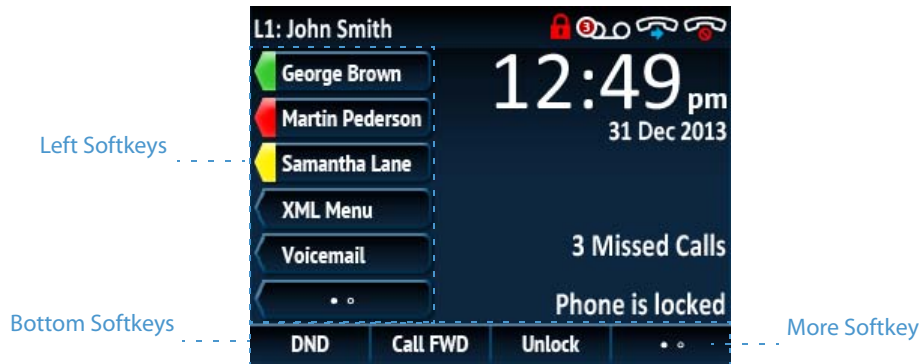 L1: John Smith
3
George Brown
12:49 pm
Martin Pederson
31 Dec 2013
Left Softkeys
Samantha Lane
XML Menu
Voicemail
3 Missed Calls
Phone is locked
Bottom Softkeys
DND
Call FWD
Unlock
More Softkey